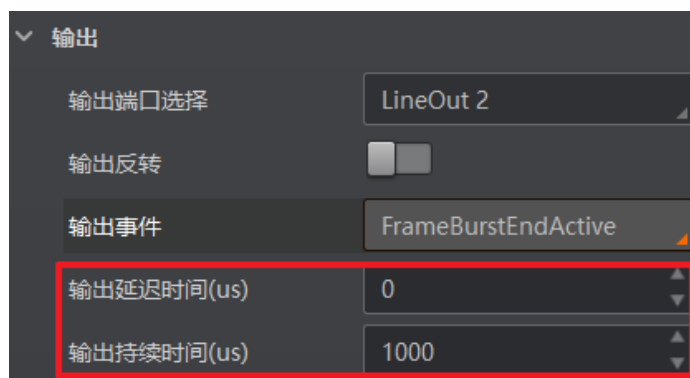 输出
输出端口选择 LineOut 2
输出反转
输出事件 FrameBurstEndActive
输出延迟时间(us) 0
输出持续时间(us) 1000